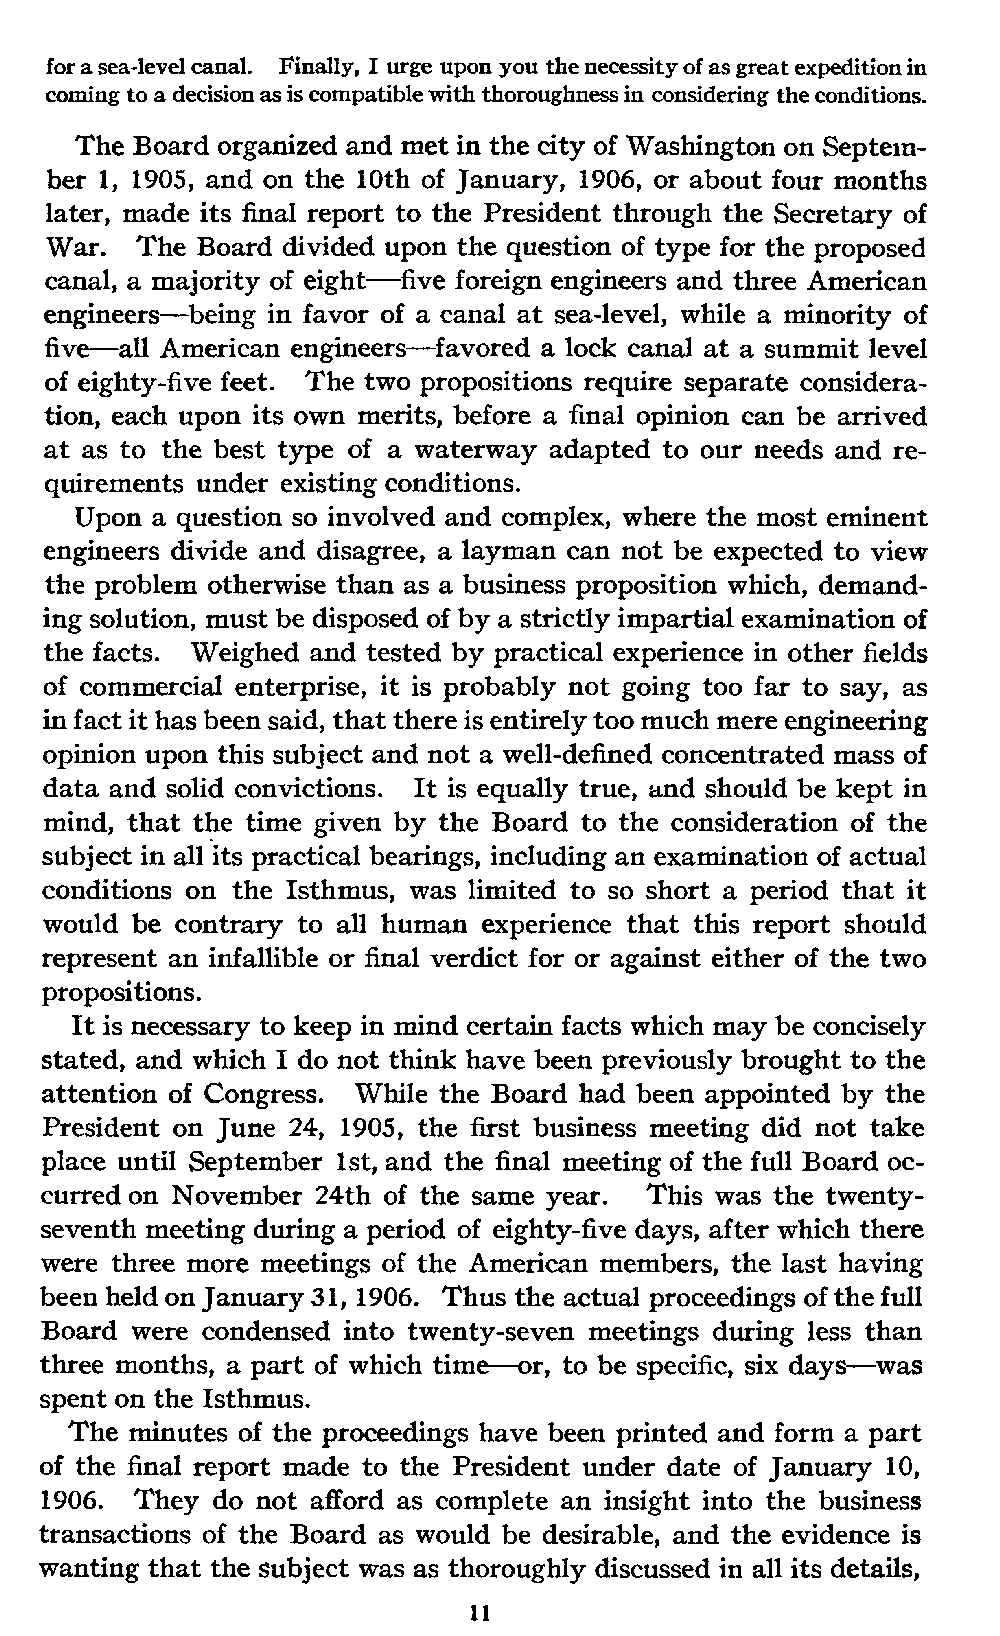 for a sea-level canal. Finally, I urge upon you the necessity of as great expedition in
coming to a decision as is compatible with thoroughness in considering the conditions.
The Board organized and met in the city of Washington on Septem-
ber 1, 1905, and on the 10th of January, 1906, or about four months
later, made its final report to the President through the Secretary of
War. The Board divided upon the question of type for the proposed
canal, a majority of eight—five foreign engineers and three American
engineers—being in favor of a canal at sea-level, while a minority of
five—all American engineers—favored a lock canal at a summit level
of eighty-five feet. The two propositions require separate considera-
tion, each upon its own merits, before a final opinion can be arrived
at as to the best type of a waterway adapted to our needs and re-
quirements under existing conditions.
Upon a question so involved and complex, where the most eminent
engineers divide and disagree, a layman can not be expected to view
the problem otherwise than as a business proposition which, demand-
ing solution, must be disposed of by a strictly impartial examination of
the facts. Weighed and tested by practical experience in other fields
of commercial enterprise, it is probably not going too far to say, as
in fact it has been said, that there is entirely too much mere engineering
opinion upon this subject and not a well-defined concentrated mass of
data and solid convictions. It is equally true, and should be kept in
mind, that the time given by the Board to the consideration of the
subject in all its practical bearings, including an examination of actual
conditions on the Isthmus, was limited to so short a period that it
would be contrary to all human experience that this report should
represent an infallible or final verdict for or against either of the two
propositions.
It is necessary to keep in mind certain facts which may be concisely
stated, and which I do not think have been previously brought to the
attention of Congress. While the Board had been appointed by the
President on June 24, 1905, the first business meeting did not take
place until September 1st, and the final meeting of the full Board oc-
curred on November 24th of the same year. This was the twenty-
seventh meeting during a period of eighty-five days, after which there
were three more meetings of the American members, the last having
been held on January 31, 1906. Thus the actual proceedings of the full
Board were condensed into twenty-seven meetings during less than
three months, a part of which time—or, to be specific, six days—was
spent on the Isthmus.
The minutes of the proceedings have been printed and form a part
of the final report made to the President under date of January 10,
1906. They do not afford as complete an insight into the business
transactions of the Board as would be desirable, and the evidence is
wanting that the subject was as thoroughly discussed in all its details,
11